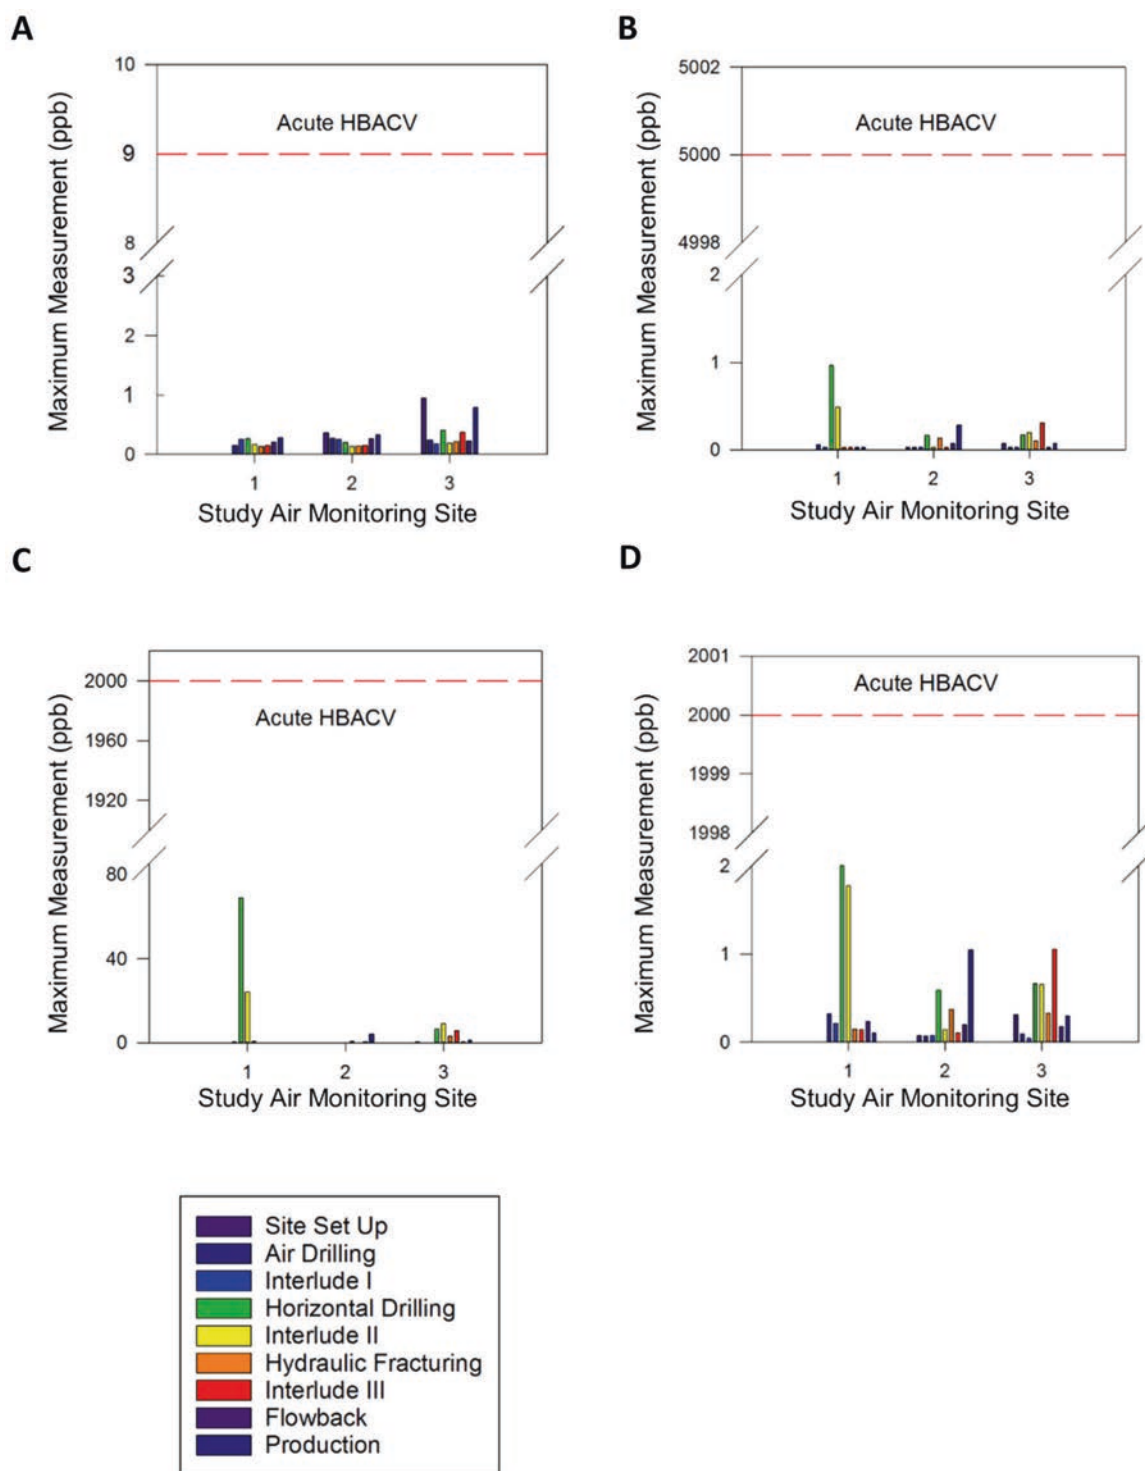 A
10
Acute HBACV
9
8
3
2
1
0
Maximum Measurement (ppb)
1 2 3
Study Air Monitoring Site
B
5002
Acute HBACV
5000
4998
2
1
0
Maximum Measurement (ppb)
1 2 3
Study Air Monitoring Site
C
2000
Acute HBACV
1960
1920
80
40
0
Maximum Measurement (ppb)
1 2 3
Study Air Monitoring Site
D
2001
Acute HBACV
2000
1999
1998
2
1
0
Maximum Measurement (ppb)
1 2 3
Study Air Monitoring Site
Site Set Up
Air Drilling
Interlude I
Horizontal Drilling
Interlude II
Hydraulic Fracturing
Interlude III
Flowback
Production